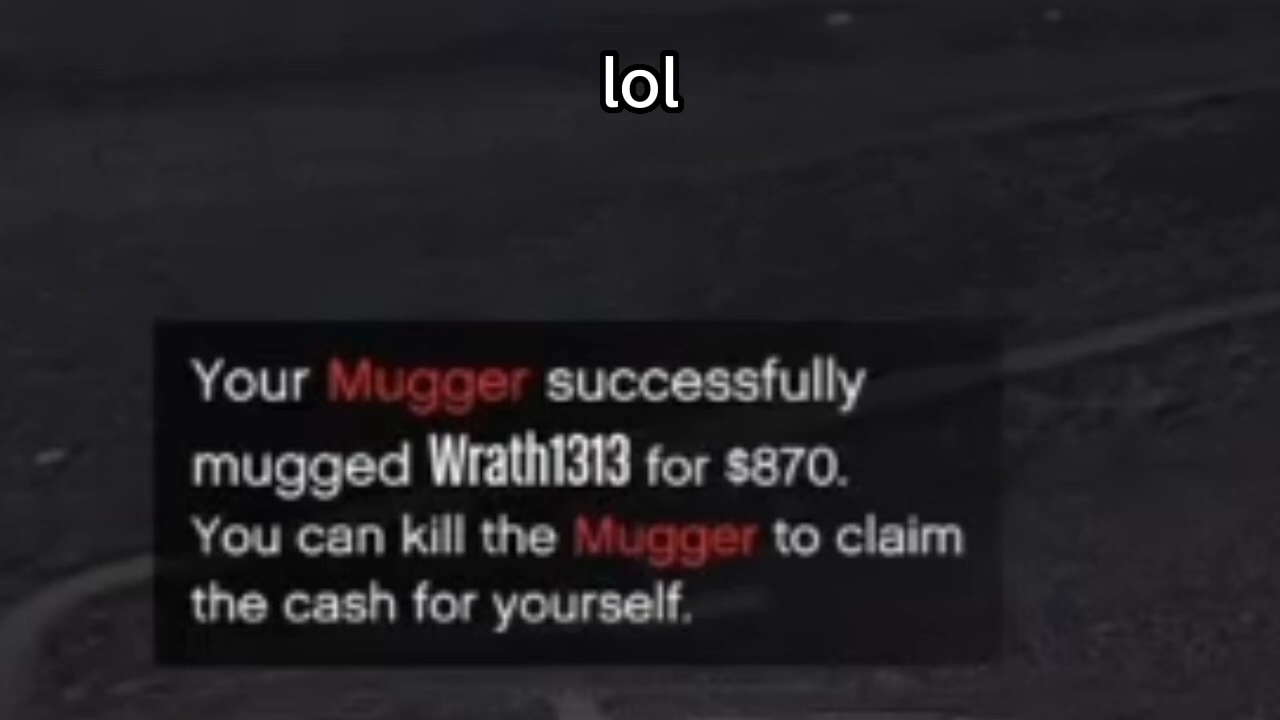 lol
Your Mugger successfully
mugged Wrath1313 for $870.
You can kill the Mugger to claim
the cash for yourself.